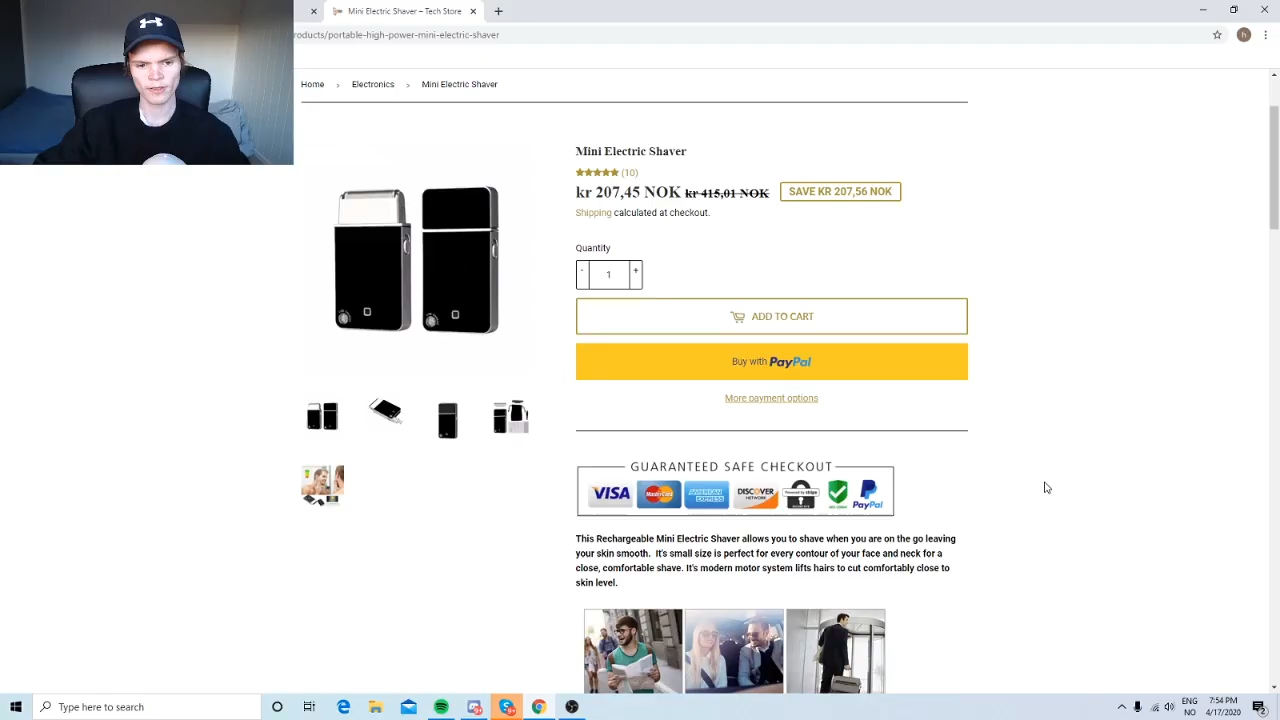 Mini Electric Shaver – Tech Store
roducts/portable-high-power-mini-electric-shaver
h
Home > Electronics > Mini Electric Shaver
Mini Electric Shaver
(10)
kr 207,45 NOK kr 415,01 NOK SAVE KR 207,56 NOK
Shipping calculated at checkout.
Quantity
- 1 +
ADD TO CART
Buy with PayPal
More payment options
GUARANTEED SAFE CHECKOUT
VISA MasterCard AMERICAN EXPRESS DISCOVER NETWORK Powered by stripe PayPal
This Rechargeable Mini Electric Shaver allows you to shave when you are on the go leaving
your skin smooth. It's small size is perfect for every contour of your face and neck for a
close, comfortable shave. It's modern motor system lifts hairs to cut comfortably close to
skin level.
Type here to search
ENG
NO
7:54 PM
4/17/2020
2